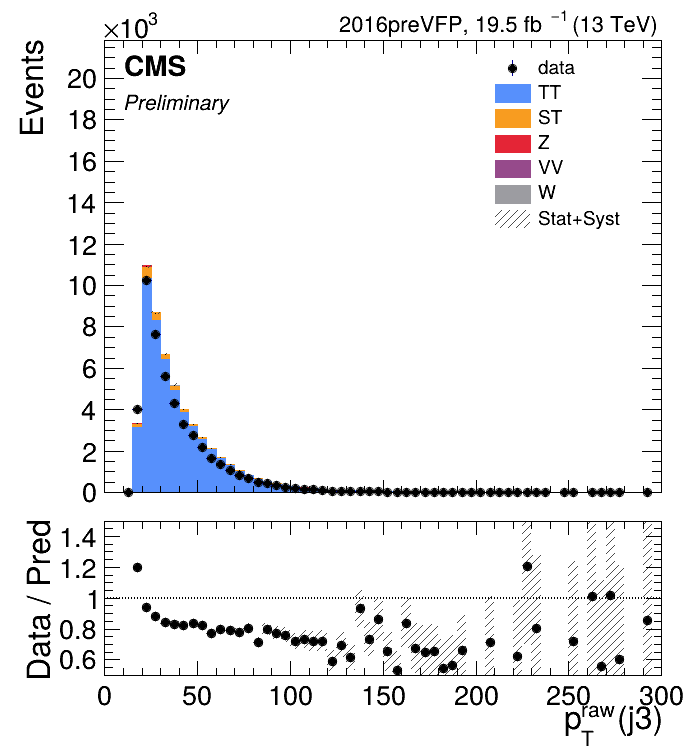 ×10³
2016preVFP, 19.5 fb⁻¹ (13 TeV)
Events
CMS
Preliminary
data
TT
ST
Z
VV
W
Stat+Syst
20
18
16
14
12
10
8
6
4
2
0
Data / Pred
1.4
1.2
1
0.8
0.6
0 50 100 150 200 250 300
p_T^raw(j3)